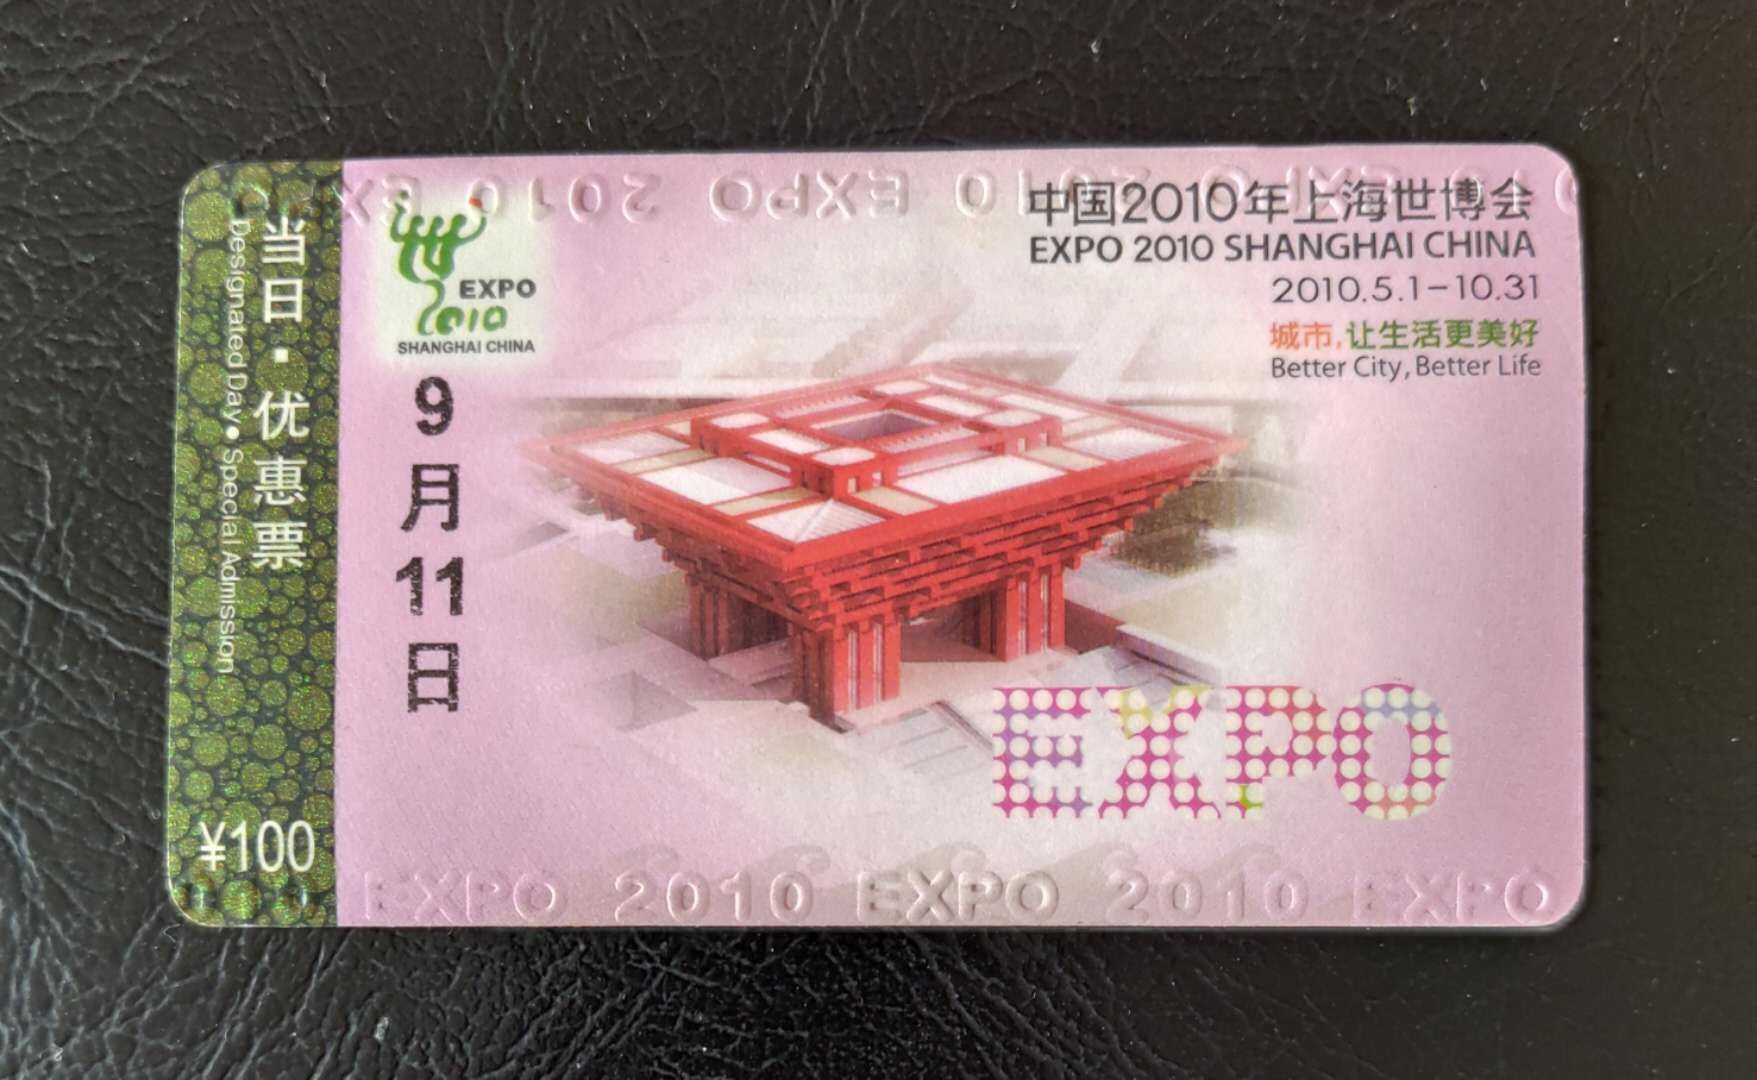 EXPO 2010 EXPO 2010
当日·优惠票
Designated Day·Special Admission
¥100
EXPO
2010
SHANGHAI CHINA
9
月
11
日
中国2010年上海世博会
EXPO 2010 SHANGHAI CHINA
2010.5.1-10.31
城市,让生活更美好
Better City, Better Life
EXPO
EXPO 2010 EXPO 2010 EXPO